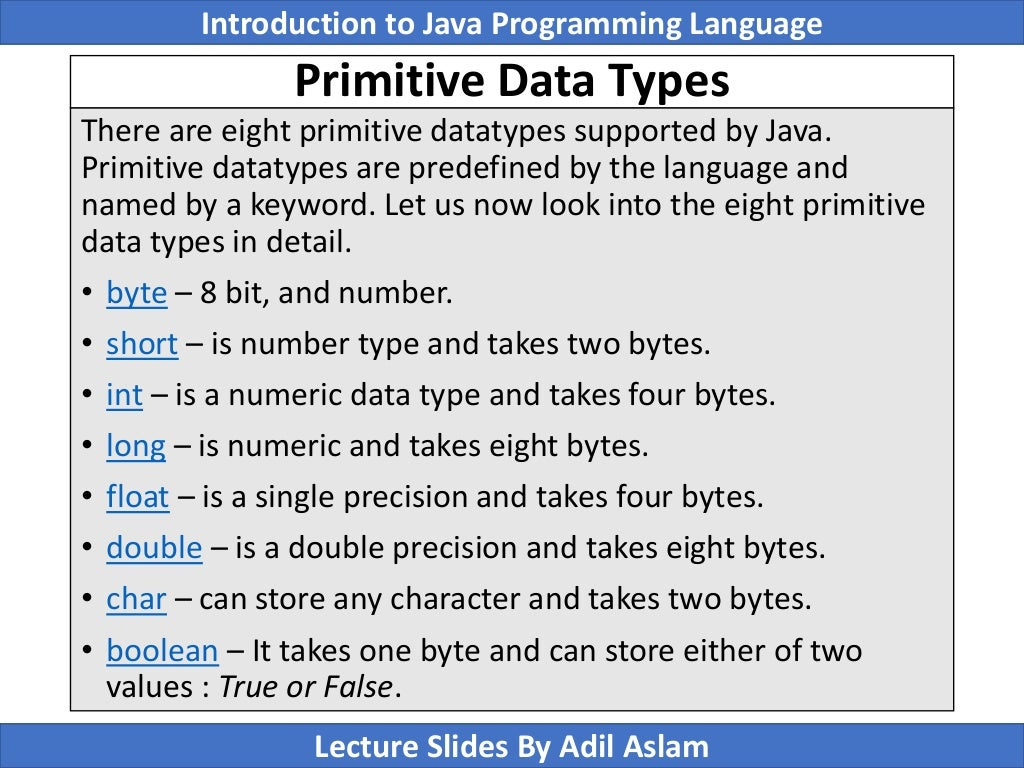 Introduction to Java Programming Language
Primitive Data Types
There are eight primitive datatypes supported by Java.
Primitive datatypes are predefined by the language and
named by a keyword. Let us now look into the eight primitive
data types in detail.
• byte – 8 bit, and number.
• short – is number type and takes two bytes.
• int – is a numeric data type and takes four bytes.
• long – is numeric and takes eight bytes.
• float – is a single precision and takes four bytes.
• double – is a double precision and takes eight bytes.
• char – can store any character and takes two bytes.
• boolean – It takes one byte and can store either of two
values : True or False.
Lecture Slides By Adil Aslam